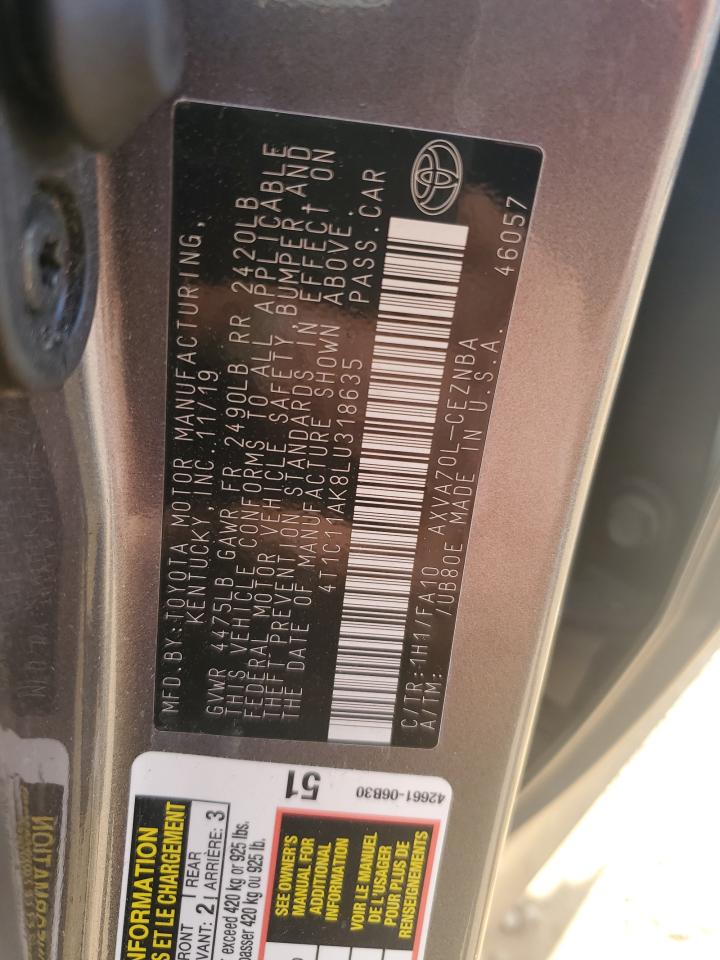 MFD.BY:TOYOTA MOTOR MANUFACTURING,
KENTUCKY,INC. 11/19
GVWR 4475LB GAWR FR 2490LB RR 2420LB
THIS VEHICLE CONFORMS TO ALL APPLICABLE
FEDERAL MOTOR VEHICLE SAFETY, BUMPER,AND
THEFT PREVENTION STANDARDS IN EFFECT ON
THE DATE OF MANUFACTURE SHOWN ABOVE.
4T1C11AK8LU318635 PASS.CAR
C/TR:1H1/FA10 AXVA70L-CEZNBA
A/TM: /UB80E MADE IN U.S.A. 46057
51
42661-06B30
INFORMATION
S ET LE CHARGEMENT
FRONT
REAR
AVANT: 2
ARRIÈRE: 3
exceed 420 kg or 925 lbs.
passer 420 kg ou 925 lb.
SEE OWNER'S
MANUAL FOR
ADDITIONAL
INFORMATION
VOIR LE MANUEL
DE L'USAGER
POUR PLUS DE
RENSEIGNEMENTS